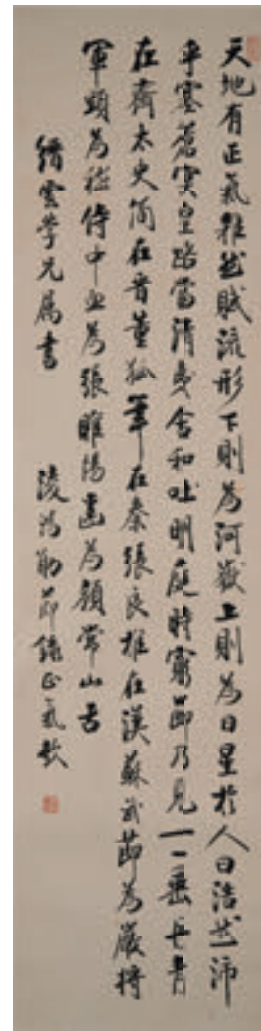 天地有正氣雜然賦流形下則為河嶽上則為日星於人曰浩然沛
乎塞蒼冥皇路當清夷含和吐明庭時窮節乃見一一垂丹青
在齊太史簡在晉董狐筆在秦張良椎在漢蘇武節為嚴將
軍頭為嵇侍中血為張睢陽齒為顏常山舌
縉雲學兄屬書 凌鴻勛節錄正氣歌